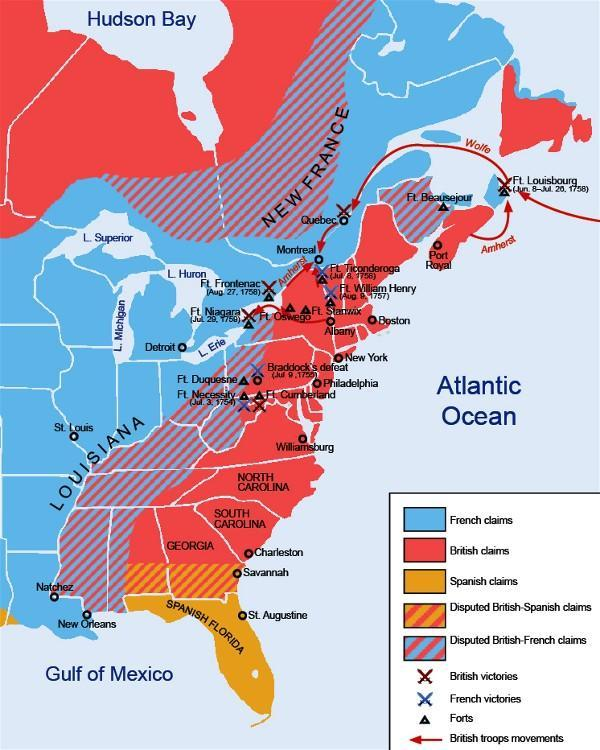 Hudson Bay
NEW FRANCE
Wolfe
Ft. Louisbourg
(Jun. 8–Jul. 26, 1758)
Ft. Beausejour
Quebec
L. Superior
Amherst
Port
Royal
Montreal
L. Huron
Amherst
Ft. Ticonderoga
(Jul. 8, 1758)
Ft. Frontenac
(Aug. 27, 1758)
Ft. William Henry
(Aug. 9, 1757)
L. Michigan
Ft. Niagara
(Jul. 29, 1759)
Ft. Oswego
Ft. Stanwix
Boston
Albany
Detroit
L. Erie
New York
Braddock's defeat
(Jul 9 ,1755)
Ft. Duquesne
Philadelphia
Atlantic
Ocean
Ft. Necessity
(Jul. 3, 1754)
Ft. Cumberland
St. Louis
LOUISIANA
Williamsburg
NORTH
CAROLINA
SOUTH
CAROLINA
GEORGIA
Charleston
Savannah
Natchez
New Orleans
SPANISH FLORIDA
St. Augustine
Gulf of Mexico
French claims
British claims
Spanish claims
Disputed British-Spanish claims
Disputed British-French claims
British victories
French victories
Forts
British troops movements